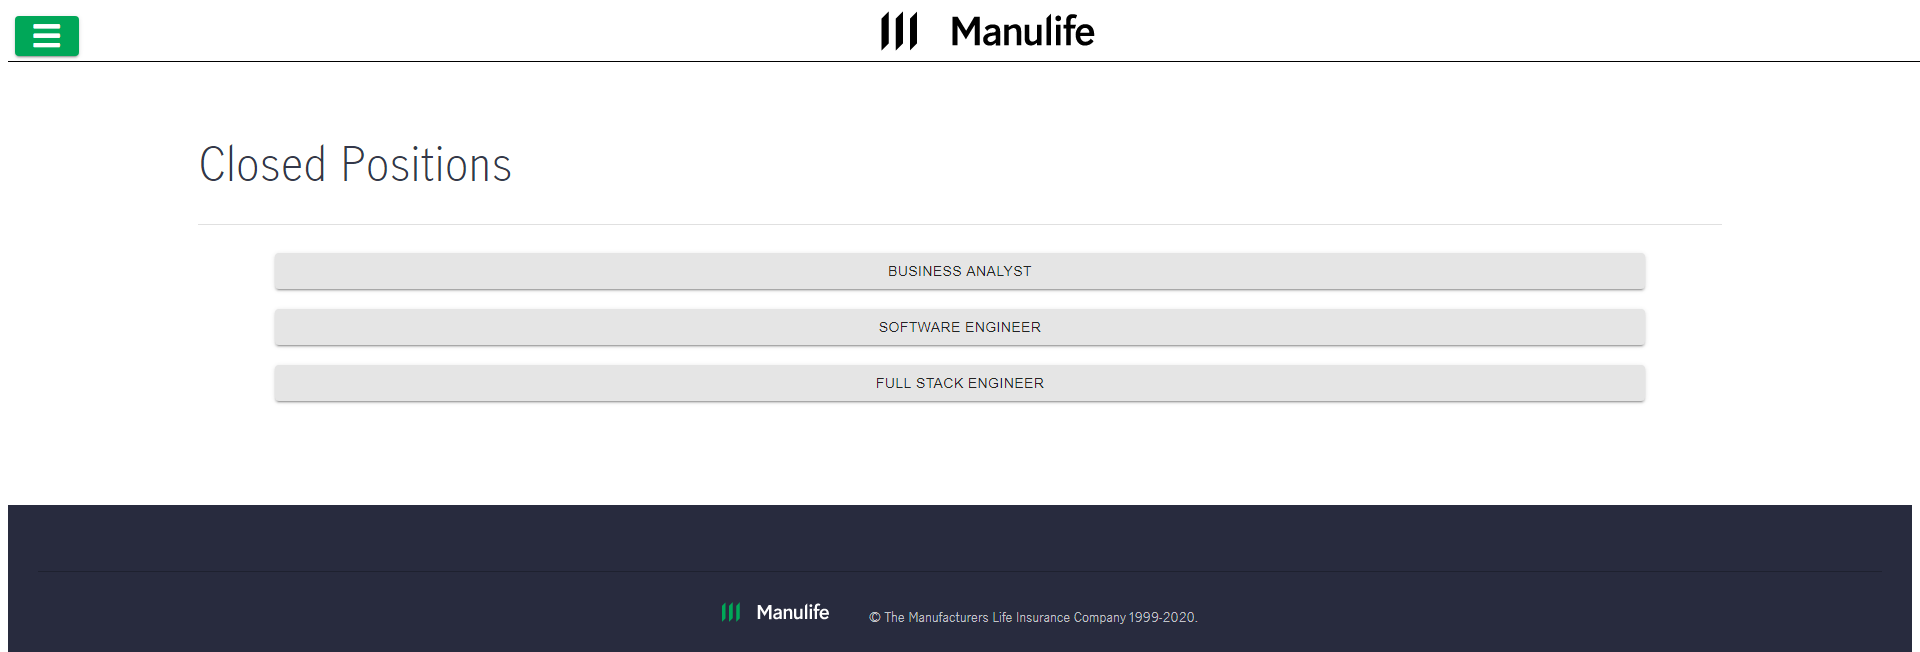 Manulife
Closed Positions
BUSINESS ANALYST
SOFTWARE ENGINEER
FULL STACK ENGINEER
Manulife
© The Manufacturers Life Insurance Company 1999-2020.